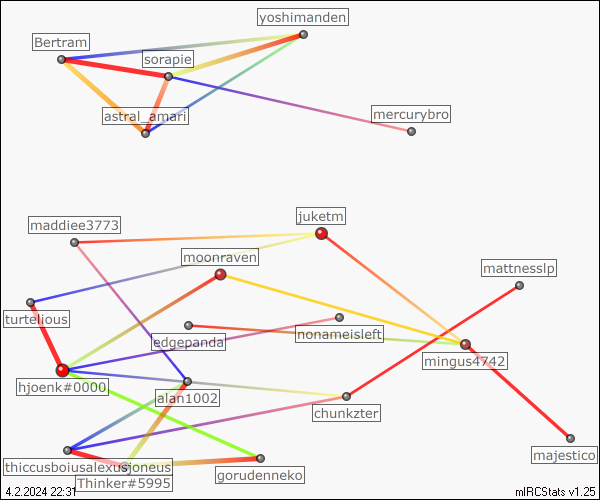 yoshimanden
Bertram
sorapie
astral_amari
mercurybro
juketm
maddiee3773
moonraven
mattnesslp
turtelious
edgepanda
nonameisleft
mingus4742
hjoenk#0000
alan1002
chunkzter
majestico
thiccusboiusalexusjoneus
gorudenneko
Thinker#5995
4.2.2024 22:31
mIRCStats v1.25